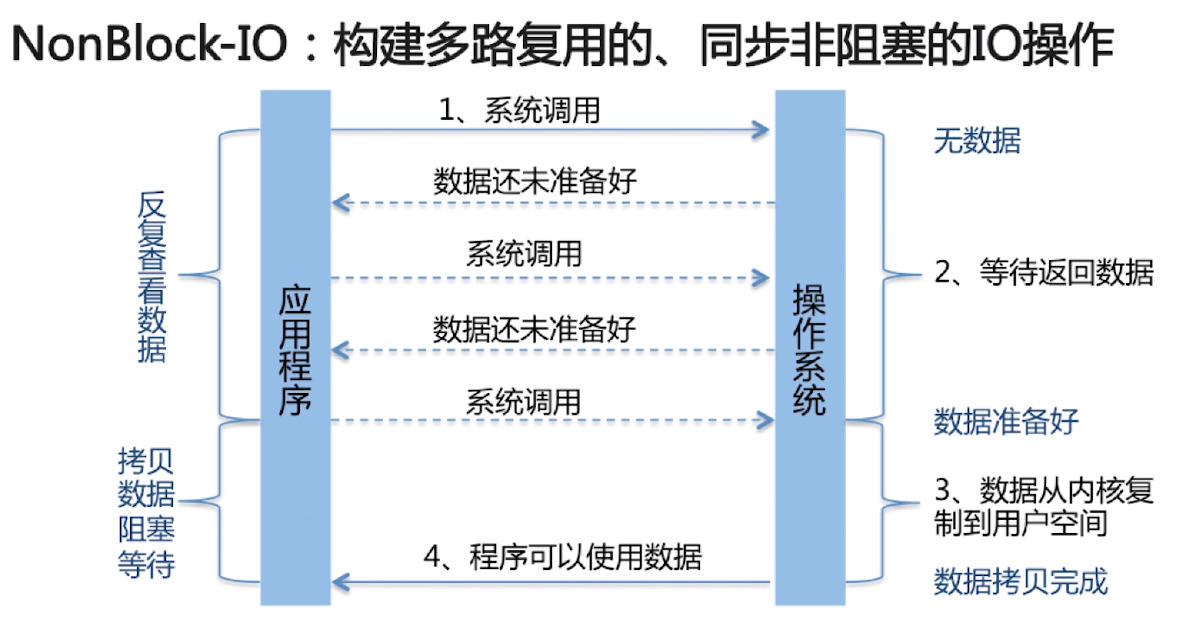 NonBlock-IO：构建多路复用的、同步非阻塞的IO操作
1、系统调用
无数据
数据还未准备好
反复查看数据
系统调用
2、等待返回数据
应用程序
操作系统
数据还未准备好
系统调用
数据准备好
拷贝
数据
阻塞
等待
3、数据从内核复
制到用户空间
4、程序可以使用数据
数据拷贝完成